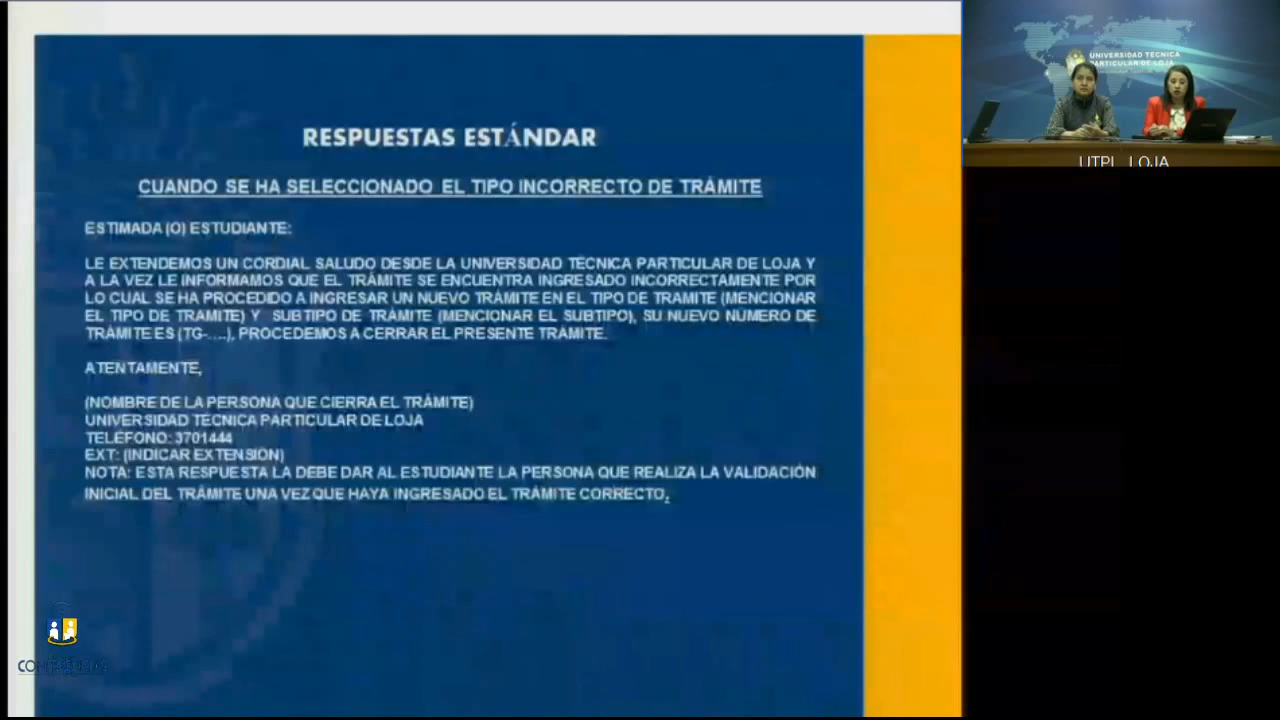 RESPUESTAS ESTÁNDAR
CUANDO SE HA SELECCIONADO EL TIPO INCORRECTO DE TRÁMITE
ESTIMADA (O) ESTUDIANTE:
LE EXTENDEMOS UN CORDIAL SALUDO DESDE LA UNIVERSIDAD TÉCNICA PARTICULAR DE LOJA Y
A LA VEZ LE INFORMAMOS QUE EL TRÁMITE SE ENCUENTRA INGRESADO INCORRECTAMENTE POR
LO CUAL SE HA PROCEDIDO A INGRESAR UN NUEVO TRÁMITE EN EL TIPO DE TRAMITE (MENCIONAR
EL TIPO DE TRAMITE) Y SUBTIPO DE TRÁMITE (MENCIONAR EL SUBTIPO), SU NUEVO NÚMERO DE
TRÁMITE ES (TG-....), PROCEDEMOS A CERRAR EL PRESENTE TRÁMITE.
ATENTAMENTE,
(NOMBRE DE LA PERSONA QUE CIERRA EL TRÁMITE)
UNIVERSIDAD TÉCNICA PARTICULAR DE LOJA
TELÉFONO: 3701444
EXT: (INDICAR EXTENSIÓN)
NOTA: ESTA RESPUESTA LA DEBE DAR AL ESTUDIANTE LA PERSONA QUE REALIZA LA VALIDACIÓN
INICIAL DEL TRÁMITE UNA VEZ QUE HAYA INGRESADO EL TRÁMITE CORRECTO.
UNIVERSIDAD TÉCNICA
PARTICULAR DE LOJA
UTPL LOJA